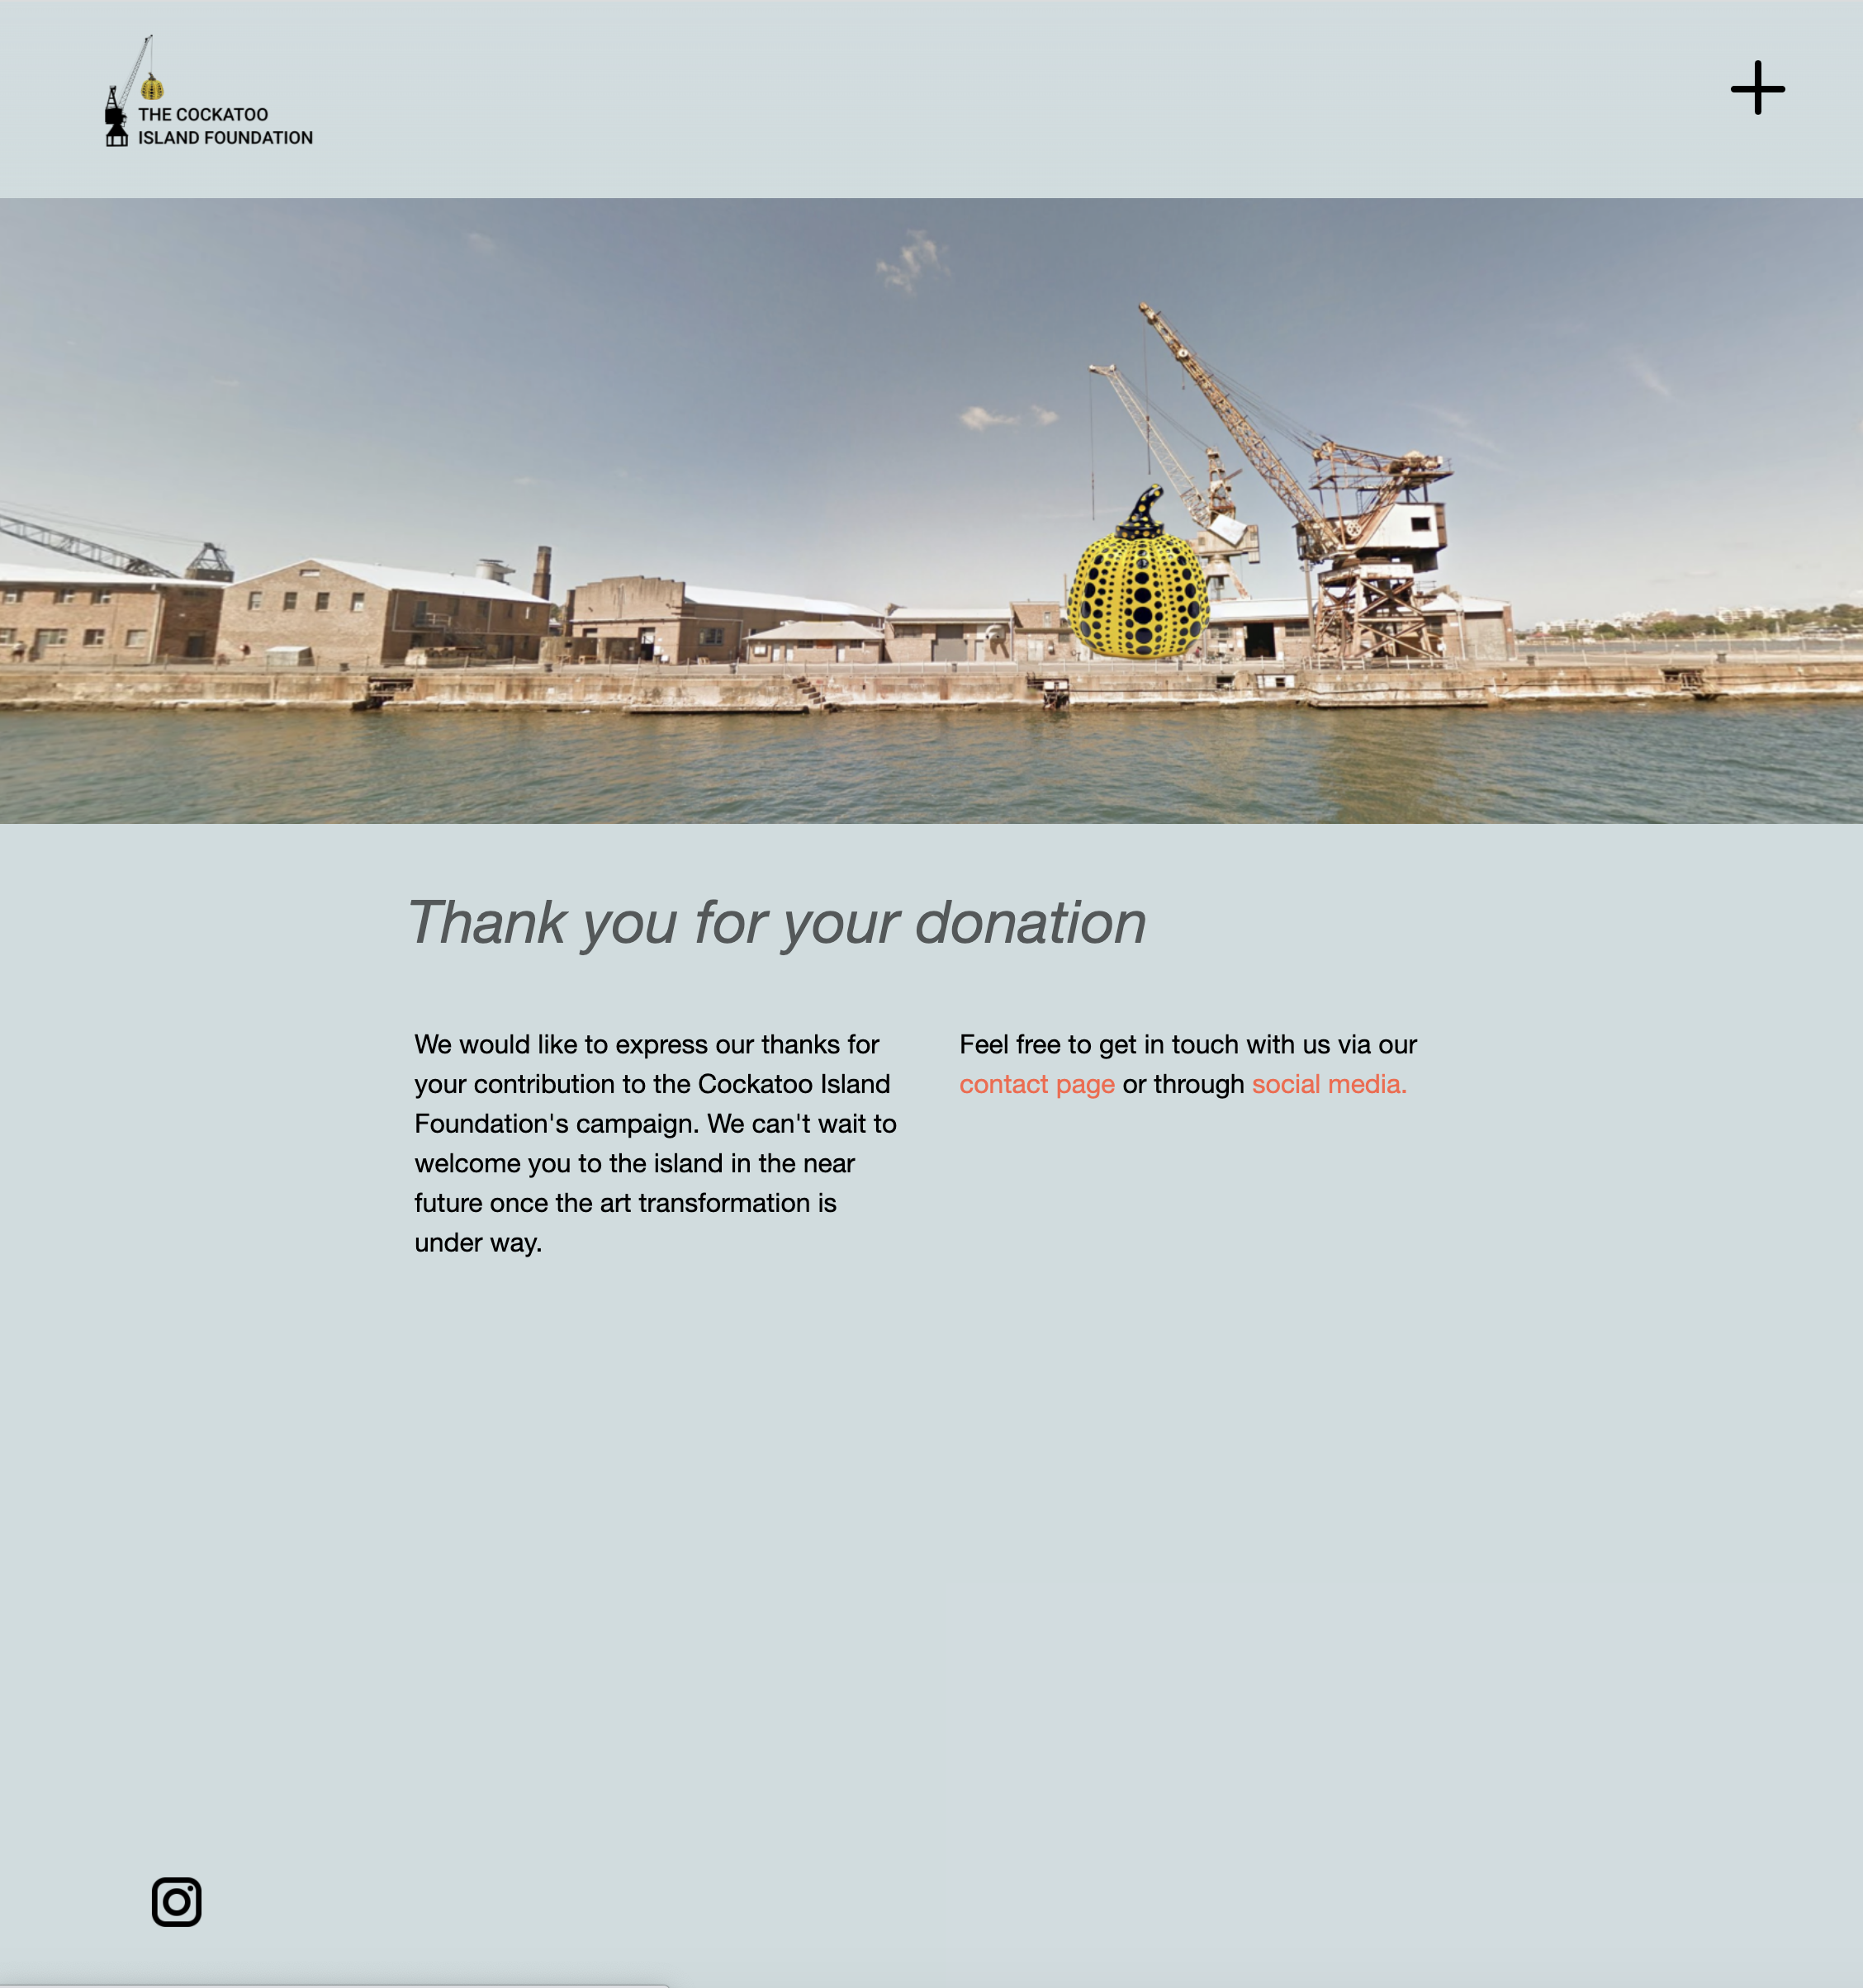 THE COCKATOO
ISLAND FOUNDATION
Thank you for your donation
We would like to express our thanks for
your contribution to the Cockatoo Island
Foundation's campaign. We can't wait to
welcome you to the island in the near
future once the art transformation is
under way.
Feel free to get in touch with us via our
contact page or through social media.